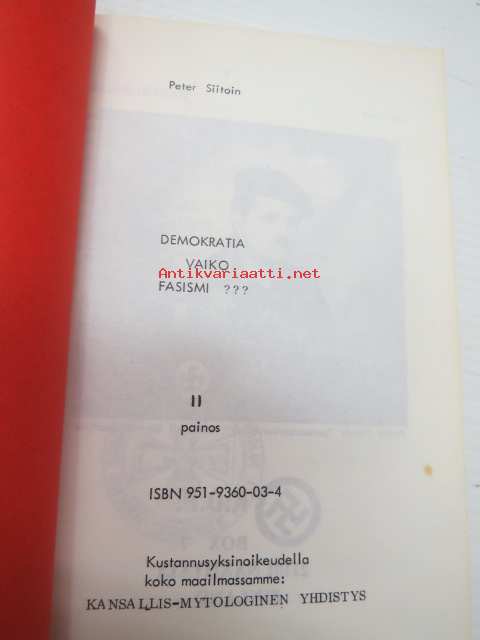 Peter Siitoin
DEMOKRATIA
VAIKO
Antikvariaatti.net
FASISMI ???
II
painos
ISBN 951-9360-03-4
BOX
Kustannusyksinoikeudella
koko maailmassamme:
KANSALLIS-MYTOLOGINEN YHDISTYS